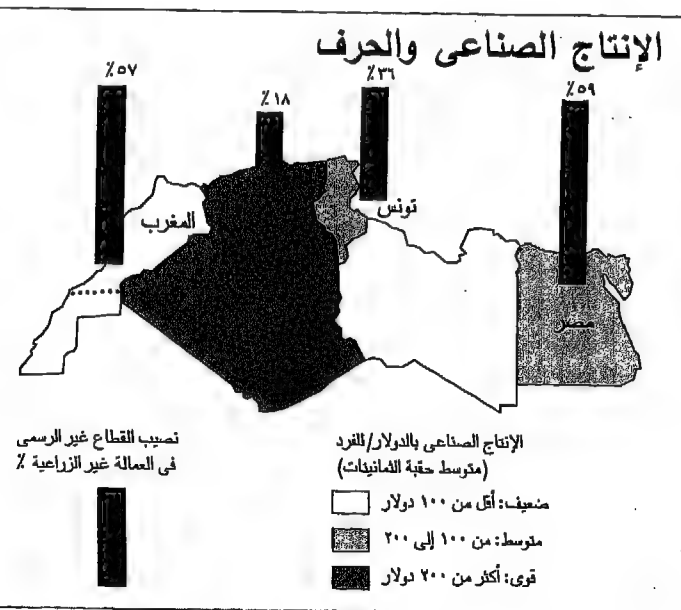 الإنتاج الصناعى والحرف
٪٥٧
٪١٨
٪٣٦
٪٥٩
المغرب
تونس
مصر
نصيب القطاع غير الرسمى
فى العمالة غير الزراعية ٪
الإنتاج الصناعى بالدولار/للفرد
(متوسط حقبة الثمانينات)
ضعيف: أقل من ١٠٠ دولار
متوسط: من ١٠٠ إلى ٢٠٠
قوى: أكثر من ٢٠٠ دولار